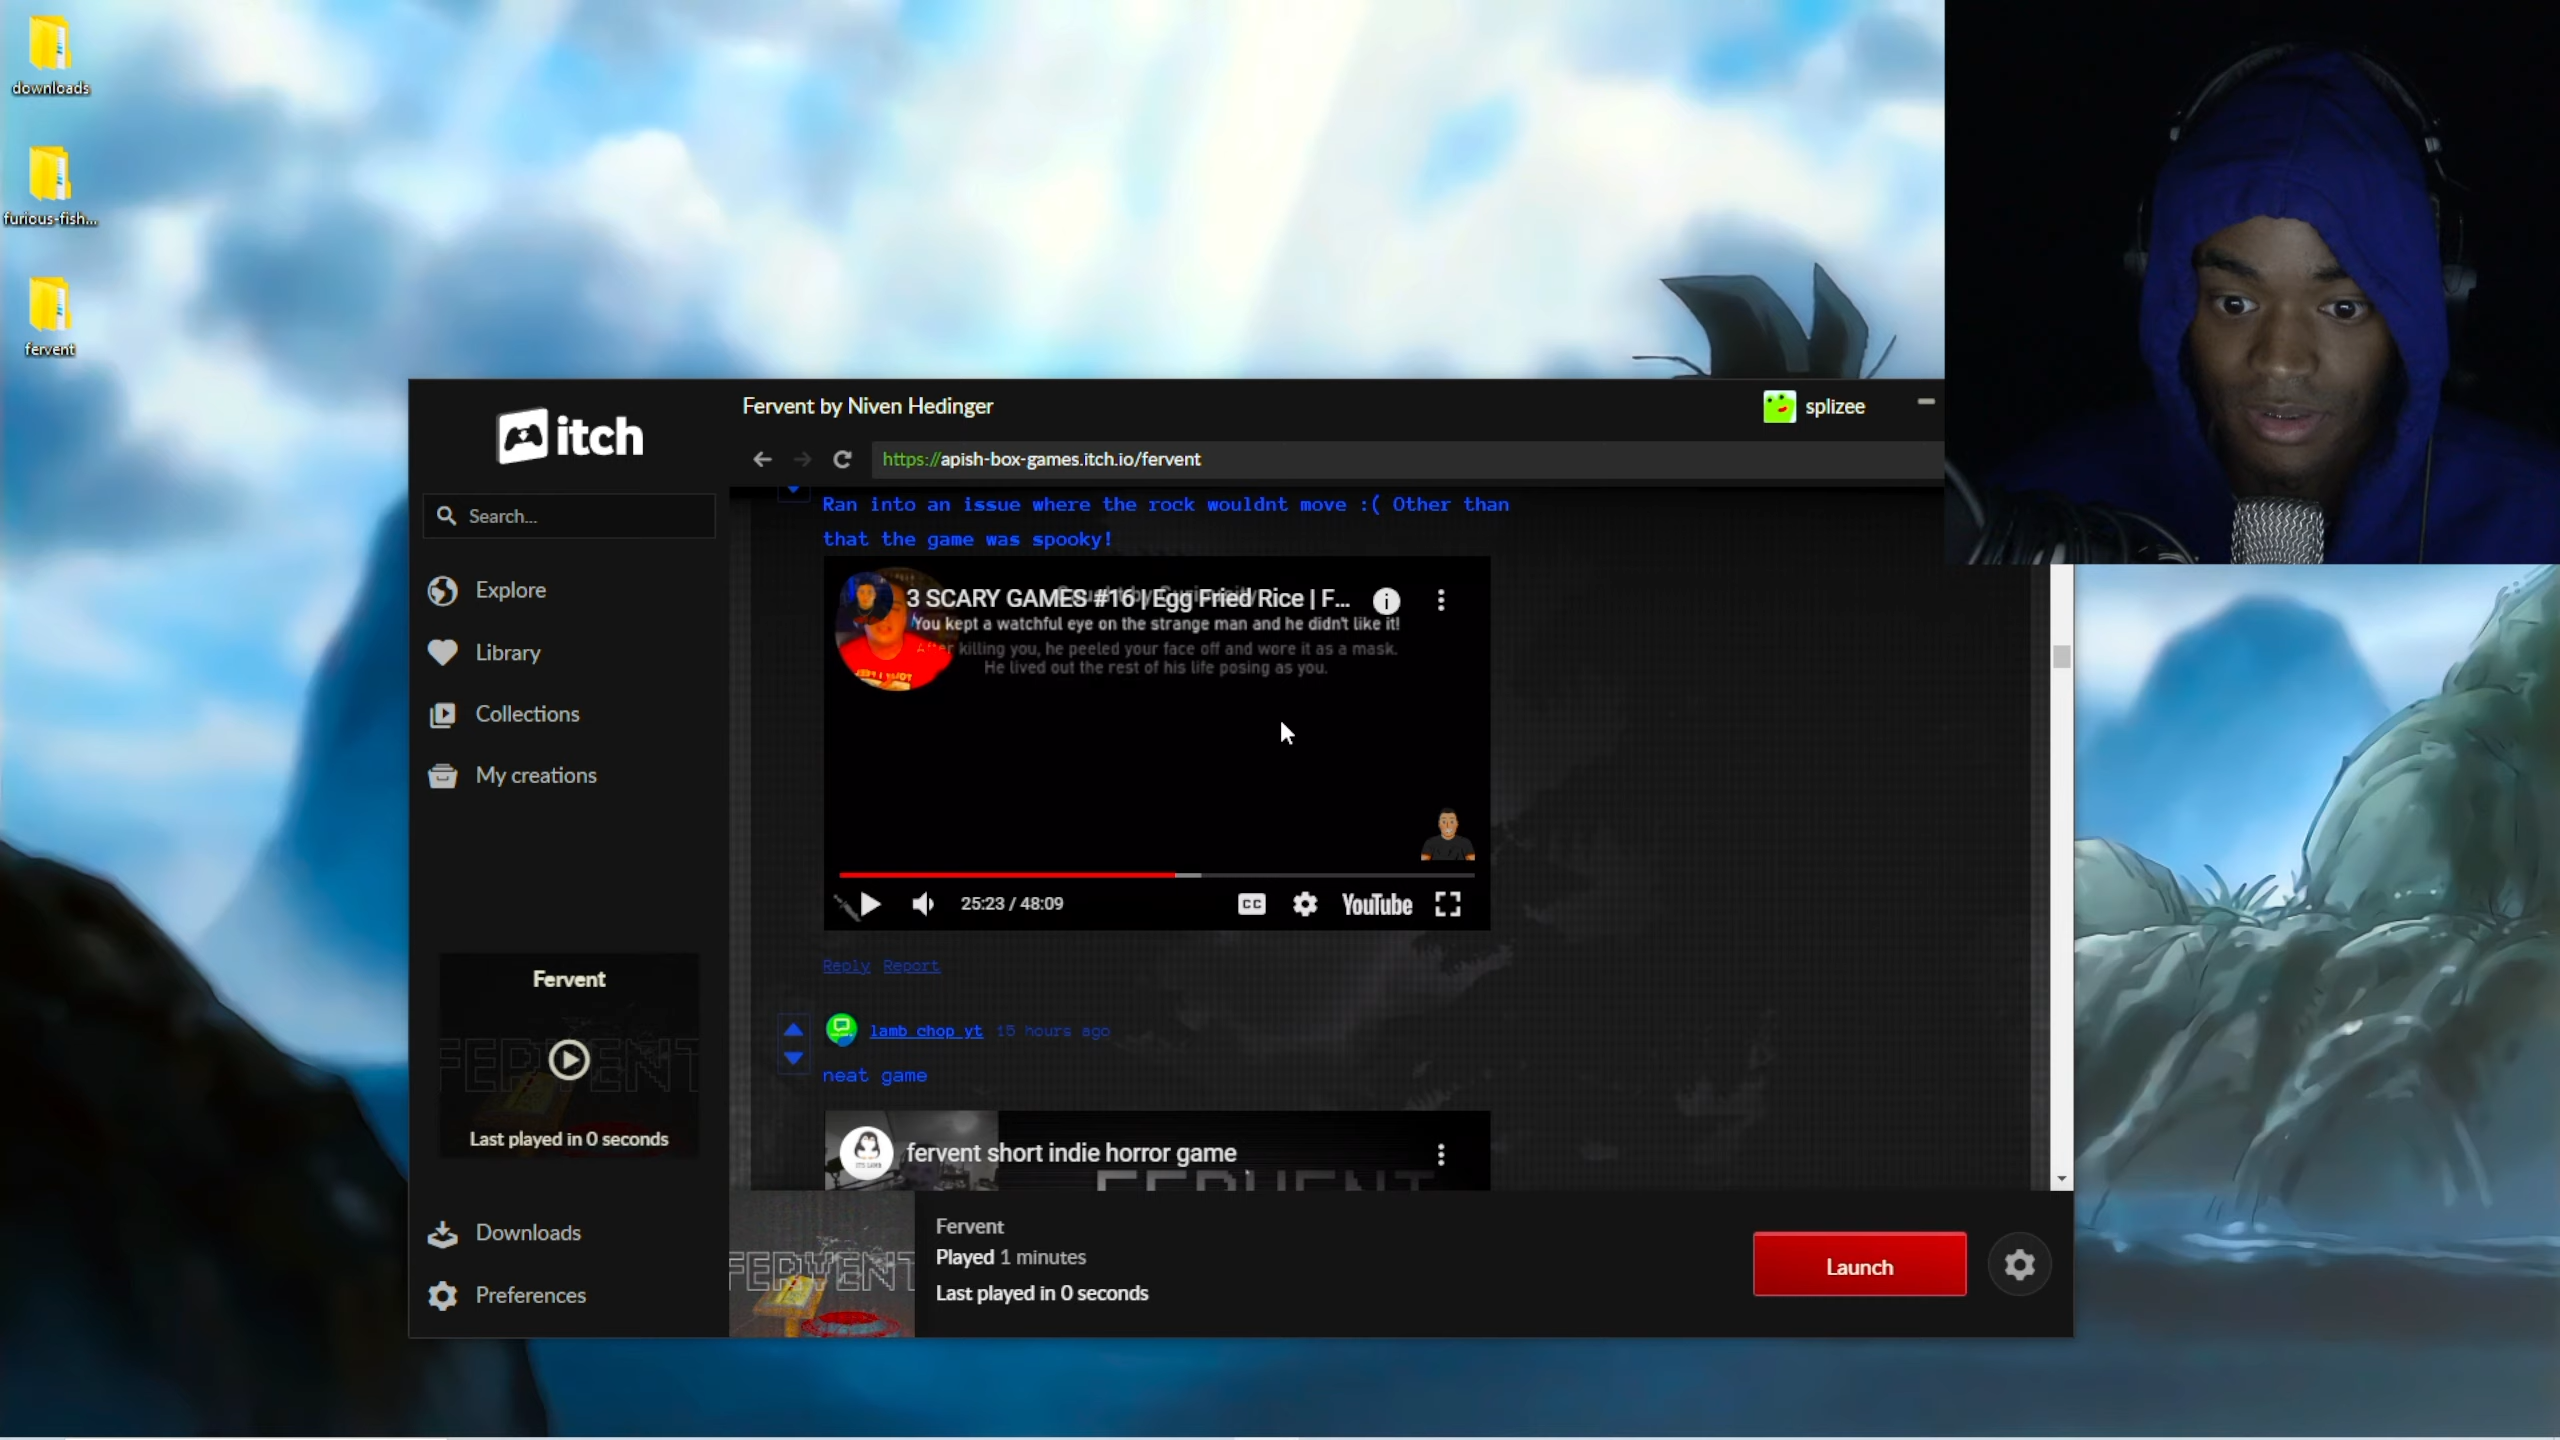 downloads
furious-fish...
fervent
itch
Fervent by Niven Hedinger
splizee
https://apish-box-games.itch.io/fervent
Search...
Explore
Library
Collections
My creations
Ran into an issue where the rock wouldnt move :( Other than
that the game was spooky!
3 SCARY GAMES #16 | Egg Fried Rice | F...
You kept a watchful eye on the strange man and he didn't like it!
After killing you, he peeled your face off and wore it as a mask.
He lived out the rest of his life posing as you.
25:23 / 48:09
CC
YouTube
Reply Report
lamb chop yt 15 hours ago
neat game
fervent short indie horror game
FERVENT
Fervent
FERVENT
Last played in 0 seconds
Downloads
Preferences
FERVENT
Fervent
Played 1 minutes
Last played in 0 seconds
Launch